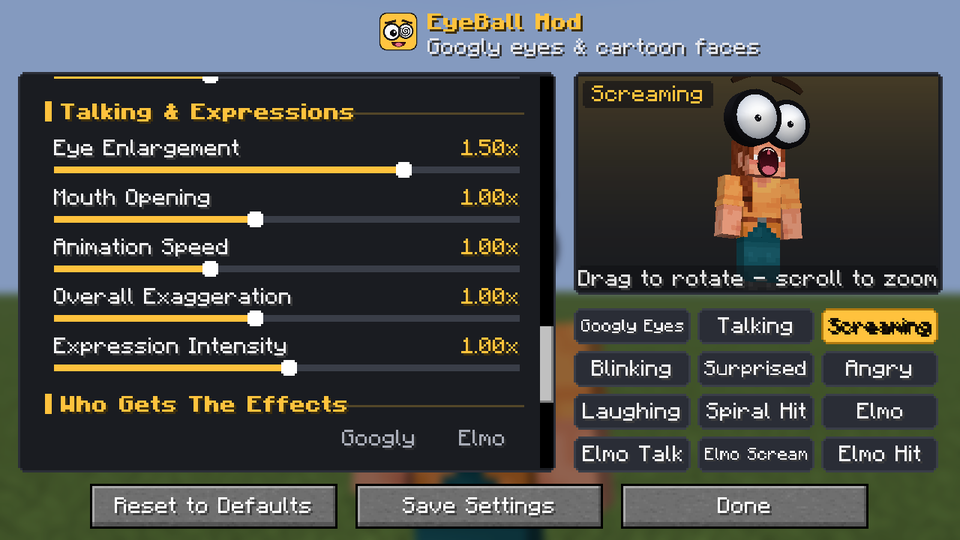 EyeBall Mod
Googly eyes & cartoon faces
Talking & Expressions
Eye Enlargement 1.50x
Mouth Opening 1.00x
Animation Speed 1.00x
Overall Exaggeration 1.00x
Expression Intensity 1.00x
Who Gets The Effects
Googly Elmo
Screaming
Drag to rotate - scroll to zoom
Googly Eyes Talking Screaming
Blinking Surprised Angry
Laughing Spiral Hit Elmo
Elmo Talk Elmo Scream Elmo Hit
Reset to Defaults Save Settings Done